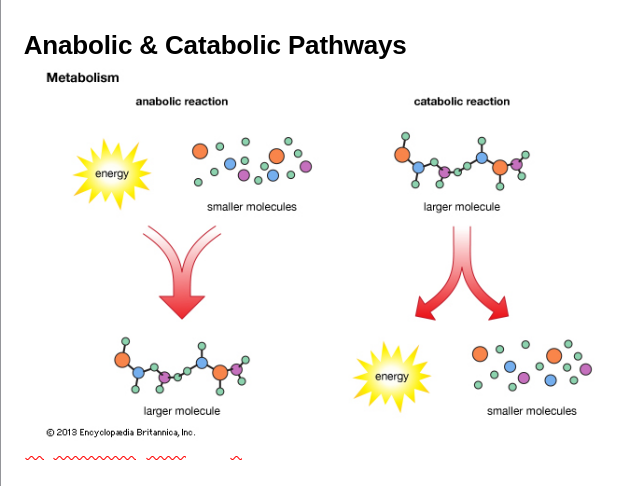 Anabolic & Catabolic Pathways
Metabolism
anabolic reaction
catabolic reaction
energy
smaller molecules
larger molecule
larger molecule
energy
smaller molecules
© 2013 Encyclopædia Britannica, Inc.